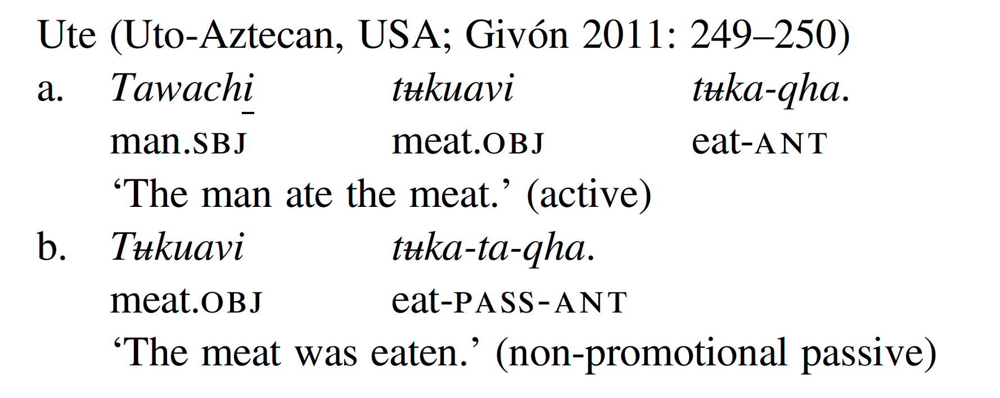 Ute (Uto-Aztecan, USA; Givón 2011: 249–250)
a. Tawachi̱ tʉkuavi tʉka-qha.
man.SBJ meat.OBJ eat-ANT
‘The man ate the meat.’ (active)
b. Tʉkuavi tʉka-ta-qha.
meat.OBJ eat-PASS-ANT
‘The meat was eaten.’ (non-promotional passive)